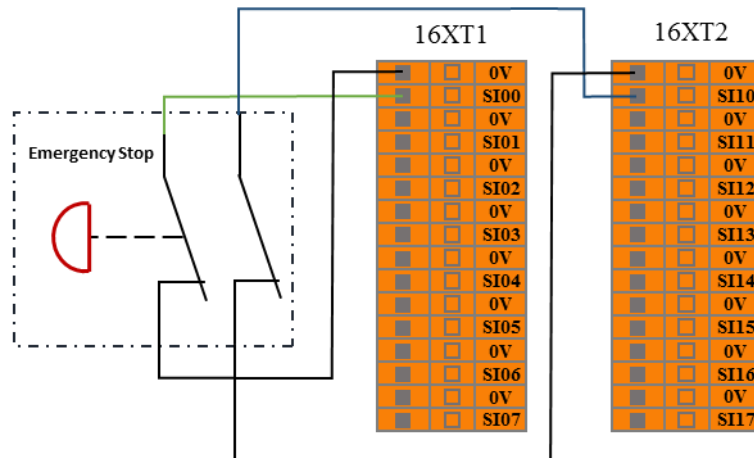 16XT1
16XT2
Emergency Stop
0V
SI00
0V
SI01
0V
SI02
0V
SI03
0V
SI04
0V
SI05
0V
SI06
0V
SI07
0V
SI10
0V
SI11
0V
SI12
0V
SI13
0V
SI14
0V
SI15
0V
SI16
0V
SI17